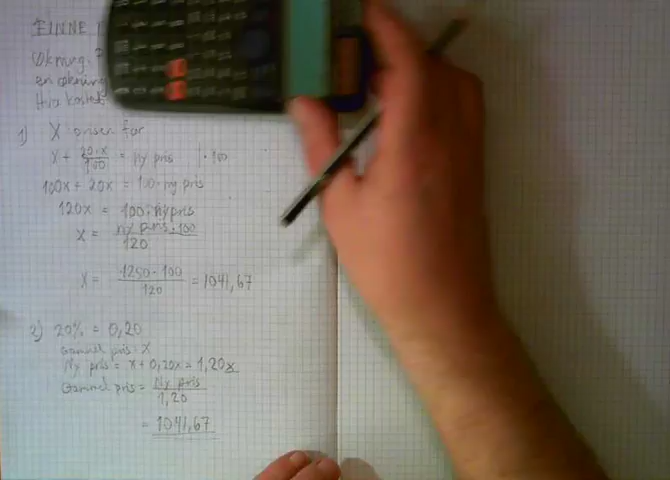 FINNE
Økning.
en økning
Hva kostet
1) X: prisen før
x + 20·x/100 = ny pris | · 100
100x + 20x = 100·ny pris
120x = 100·ny pris
x = ny pris · 100 / 120
x = 1250 · 100 / 120 = 1041,67
2) 20% = 0,20
Gammel pris: x
Ny pris = x + 0,20x = 1,20x
Gammel pris = Ny pris / 1,20
= 1041,67